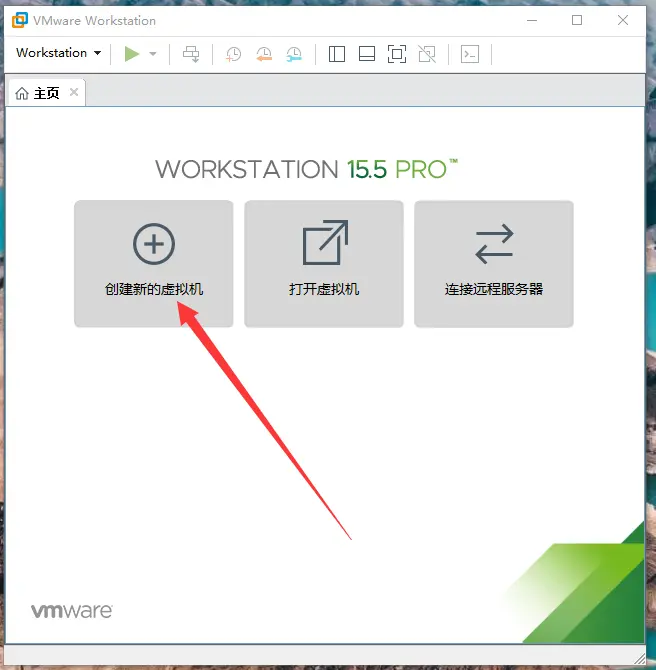 VMware Workstation
Workstation
主页
WORKSTATION 15.5 PRO™
创建新的虚拟机
打开虚拟机
连接远程服务器
vmware